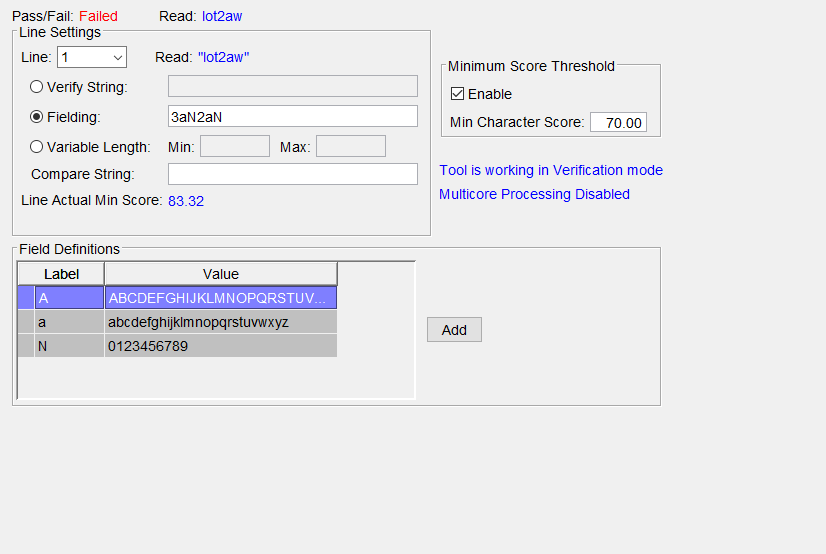 Pass/Fail: Failed Read: lot2aw
Line Settings
Line: 1 Read: "lot2aw"
Verify String:
Fielding: 3aN2aN
Variable Length: Min: Max:
Compare String:
Line Actual Min Score: 83.32
Minimum Score Threshold
Enable
Min Character Score: 70.00
Tool is working in Verification mode
Multicore Processing Disabled
Field Definitions
Label Value
A ABCDEFGHIJKLMNOPQRSTUV...
a abcdefghijklmnopqrstuvwxyz
N 0123456789
Add